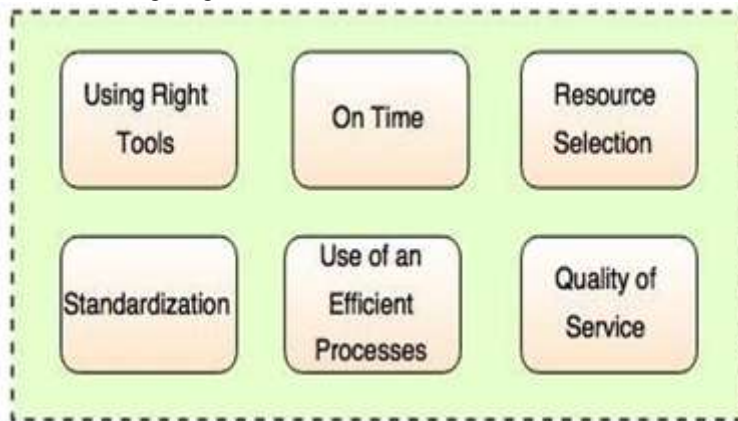 Using Right
Tools
On Time
Resource
Selection
Standardization
Use of an
Efficient
Processes
Quality of
Service